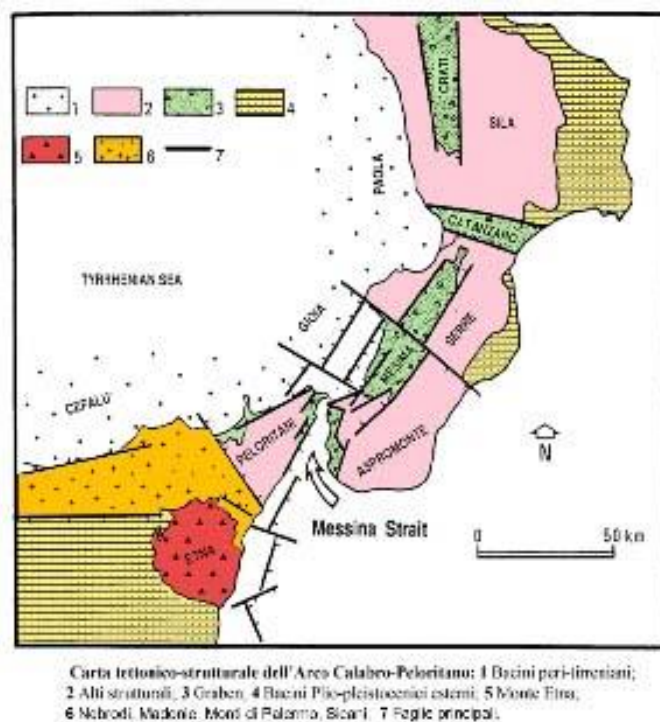 1 2 3 4
5 6 7
CRATI
SILA
PAOLA
CATANZARO
TYRRHENIAN SEA
GIOIA
MESIMA
SERRE
CEFALÙ
PELORITANI
ASPROMONTE
N
Messina Strait
0 50 km
ETNA
Carta tettonico-strutturale dell'Arco Calabro-Peloritano: 1 Bacini peri-tirreniani;
2 Alti strutturali, 3 Graben, 4 Bacini Plio-pleistocenici esterni, 5 Monte Etna,
6 Nebrodi, Madonie, Monti di Palermo, Sicani, 7 Faglie principali.